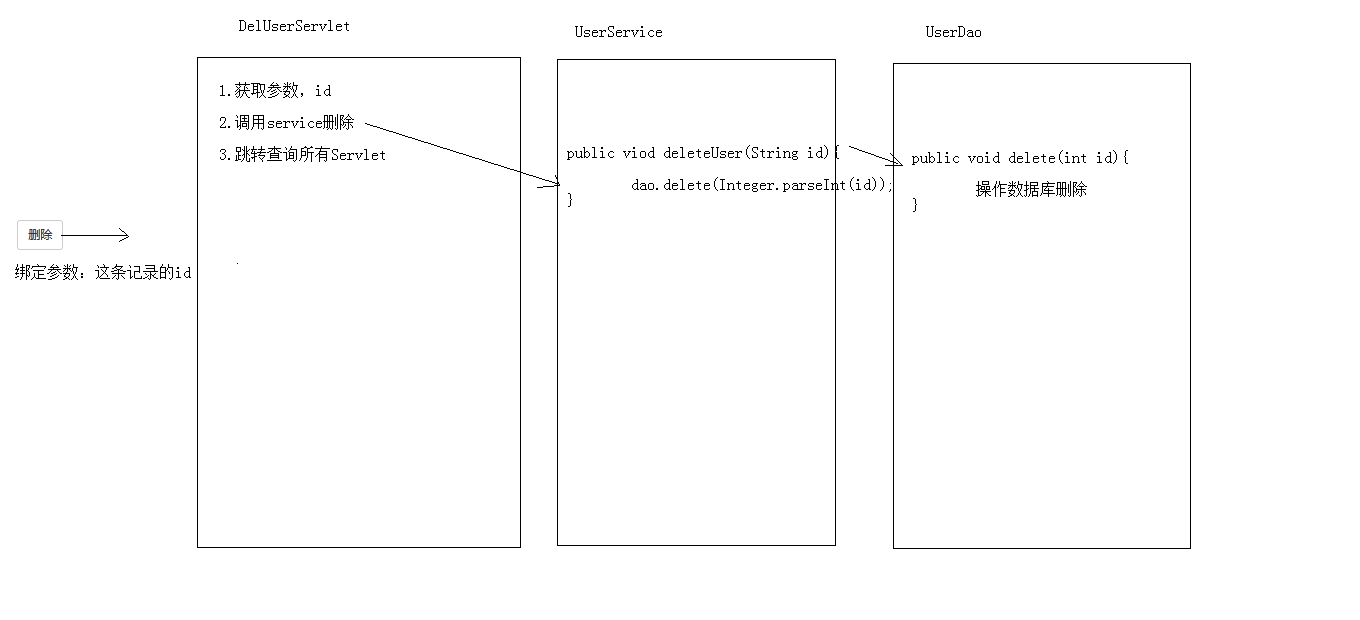 DelUserServlet
UserService
UserDao
1.获取参数，id
2.调用service删除
3.跳转查询所有Servlet
public viod deleteUser(String id){
dao.delete(Integer.parseInt(id));
}
public void delete(int id){
操作数据库删除
}
删除
绑定参数：这条记录的id